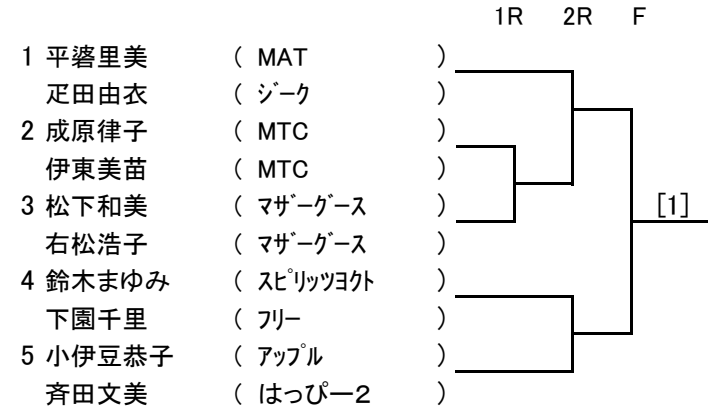 1R 2R F
1 平婆里美 ( MAT )
疋田由衣 ( ｼﾞｰｸ )
2 成原律子 ( MTC )
伊東美苗 ( MTC )
3 松下和美 ( ﾏｻﾞｰｸﾞｰｽ ) [1]
右松浩子 ( ﾏｻﾞｰｸﾞｰｽ )
4 鈴木まゆみ ( ｽﾋﾟﾘｯﾂﾖｸﾄ )
下園千里 ( ﾌﾘｰ )
5 小伊豆恭子 ( ｱｯﾌﾟﾙ )
斉田文美 ( はっぴー2 )